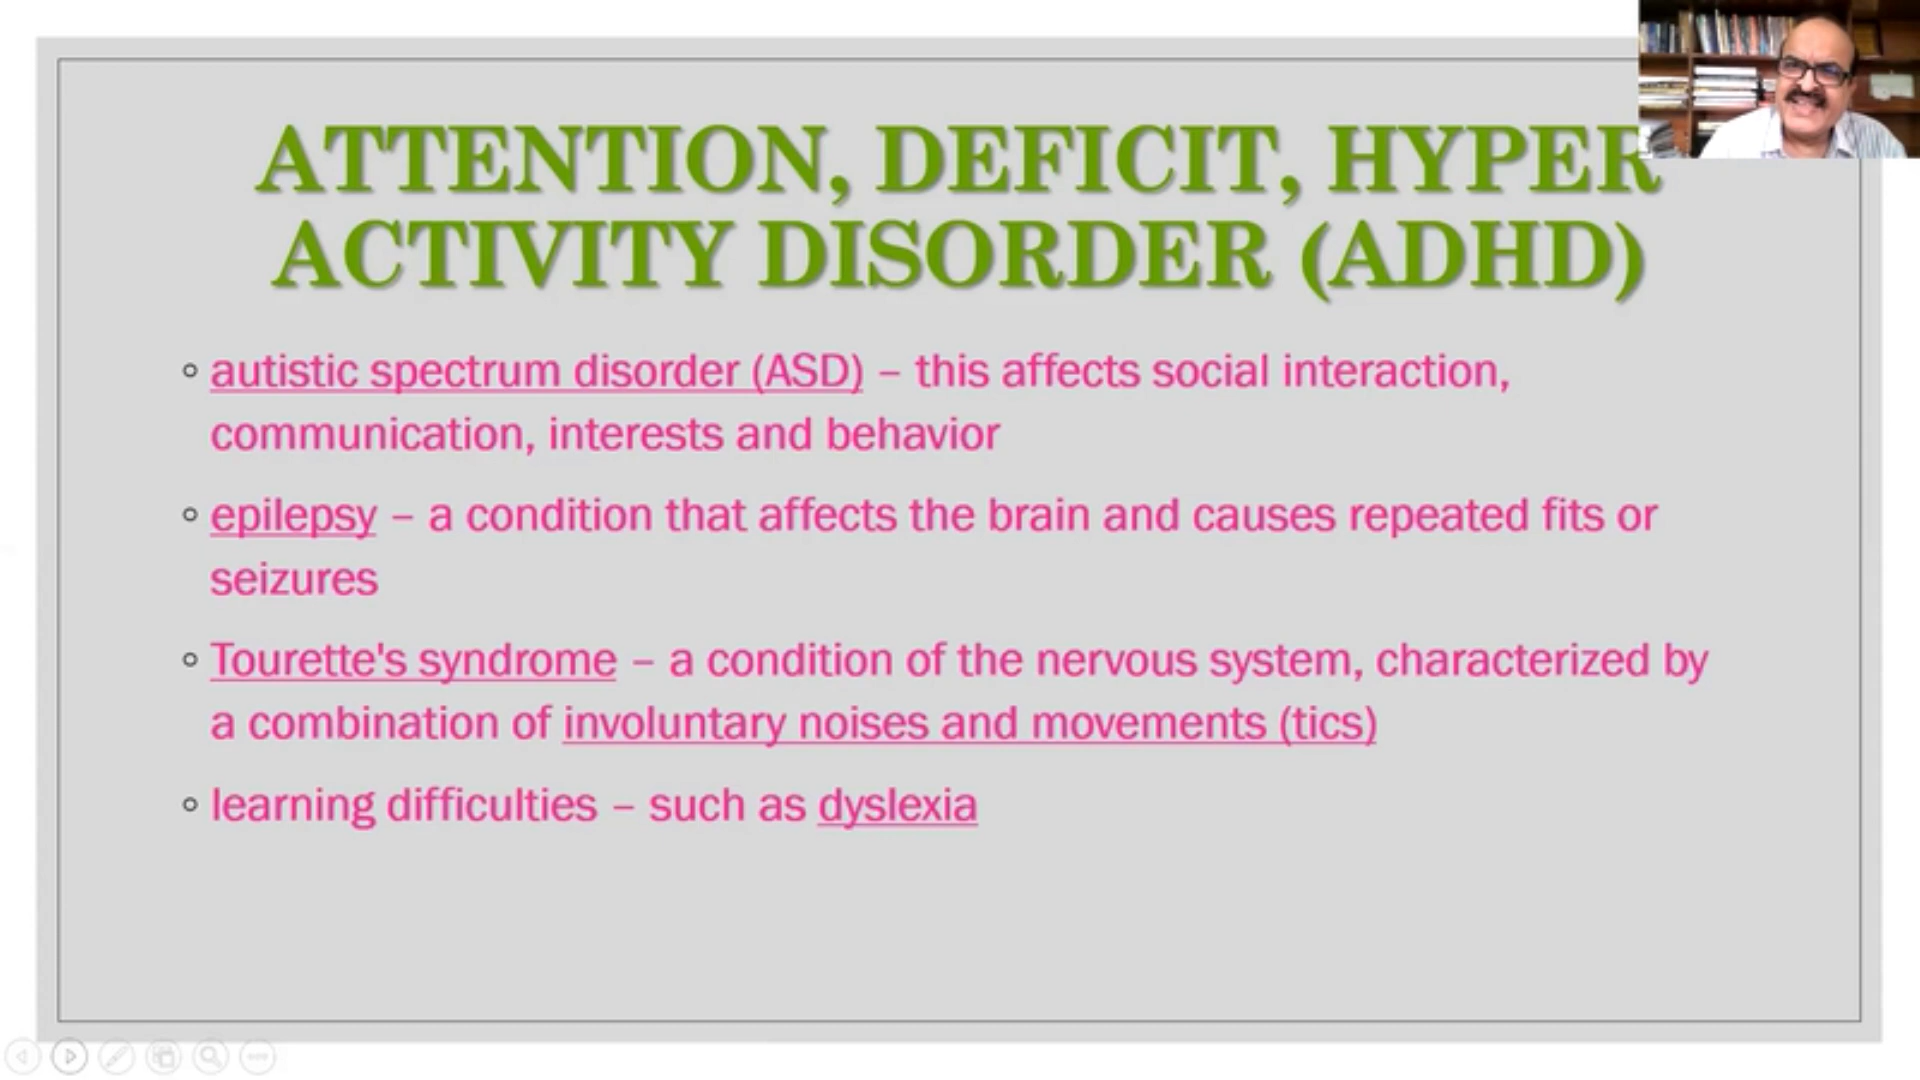 ATTENTION, DEFICIT, HYPER
ACTIVITY DISORDER (ADHD)
autistic spectrum disorder (ASD) – this affects social interaction,
communication, interests and behavior
epilepsy – a condition that affects the brain and causes repeated fits or
seizures
Tourette's syndrome – a condition of the nervous system, characterized by
a combination of involuntary noises and movements (tics)
learning difficulties – such as dyslexia